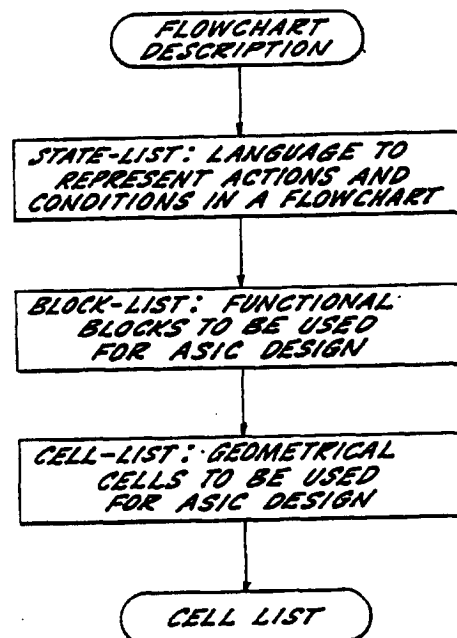 FLOWCHART
DESCRIPTION
STATE-LIST: LANGUAGE TO
REPRESENT ACTIONS AND
CONDITIONS IN A FLOWCHART
BLOCK-LIST: FUNCTIONAL
BLOCKS TO BE USED
FOR ASIC DESIGN
CELL-LIST: GEOMETRICAL
CELLS TO BE USED
FOR ASIC DESIGN
CELL LIST